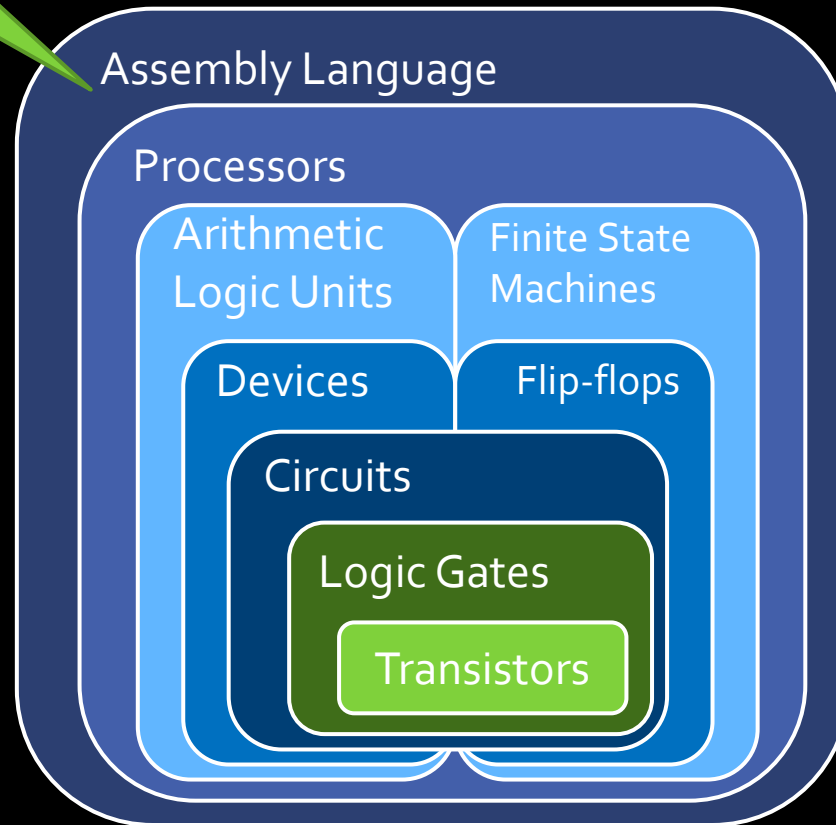 Assembly Language
Processors
Arithmetic
Logic Units
Finite State
Machines
Devices
Flip-flops
Circuits
Logic Gates
Transistors